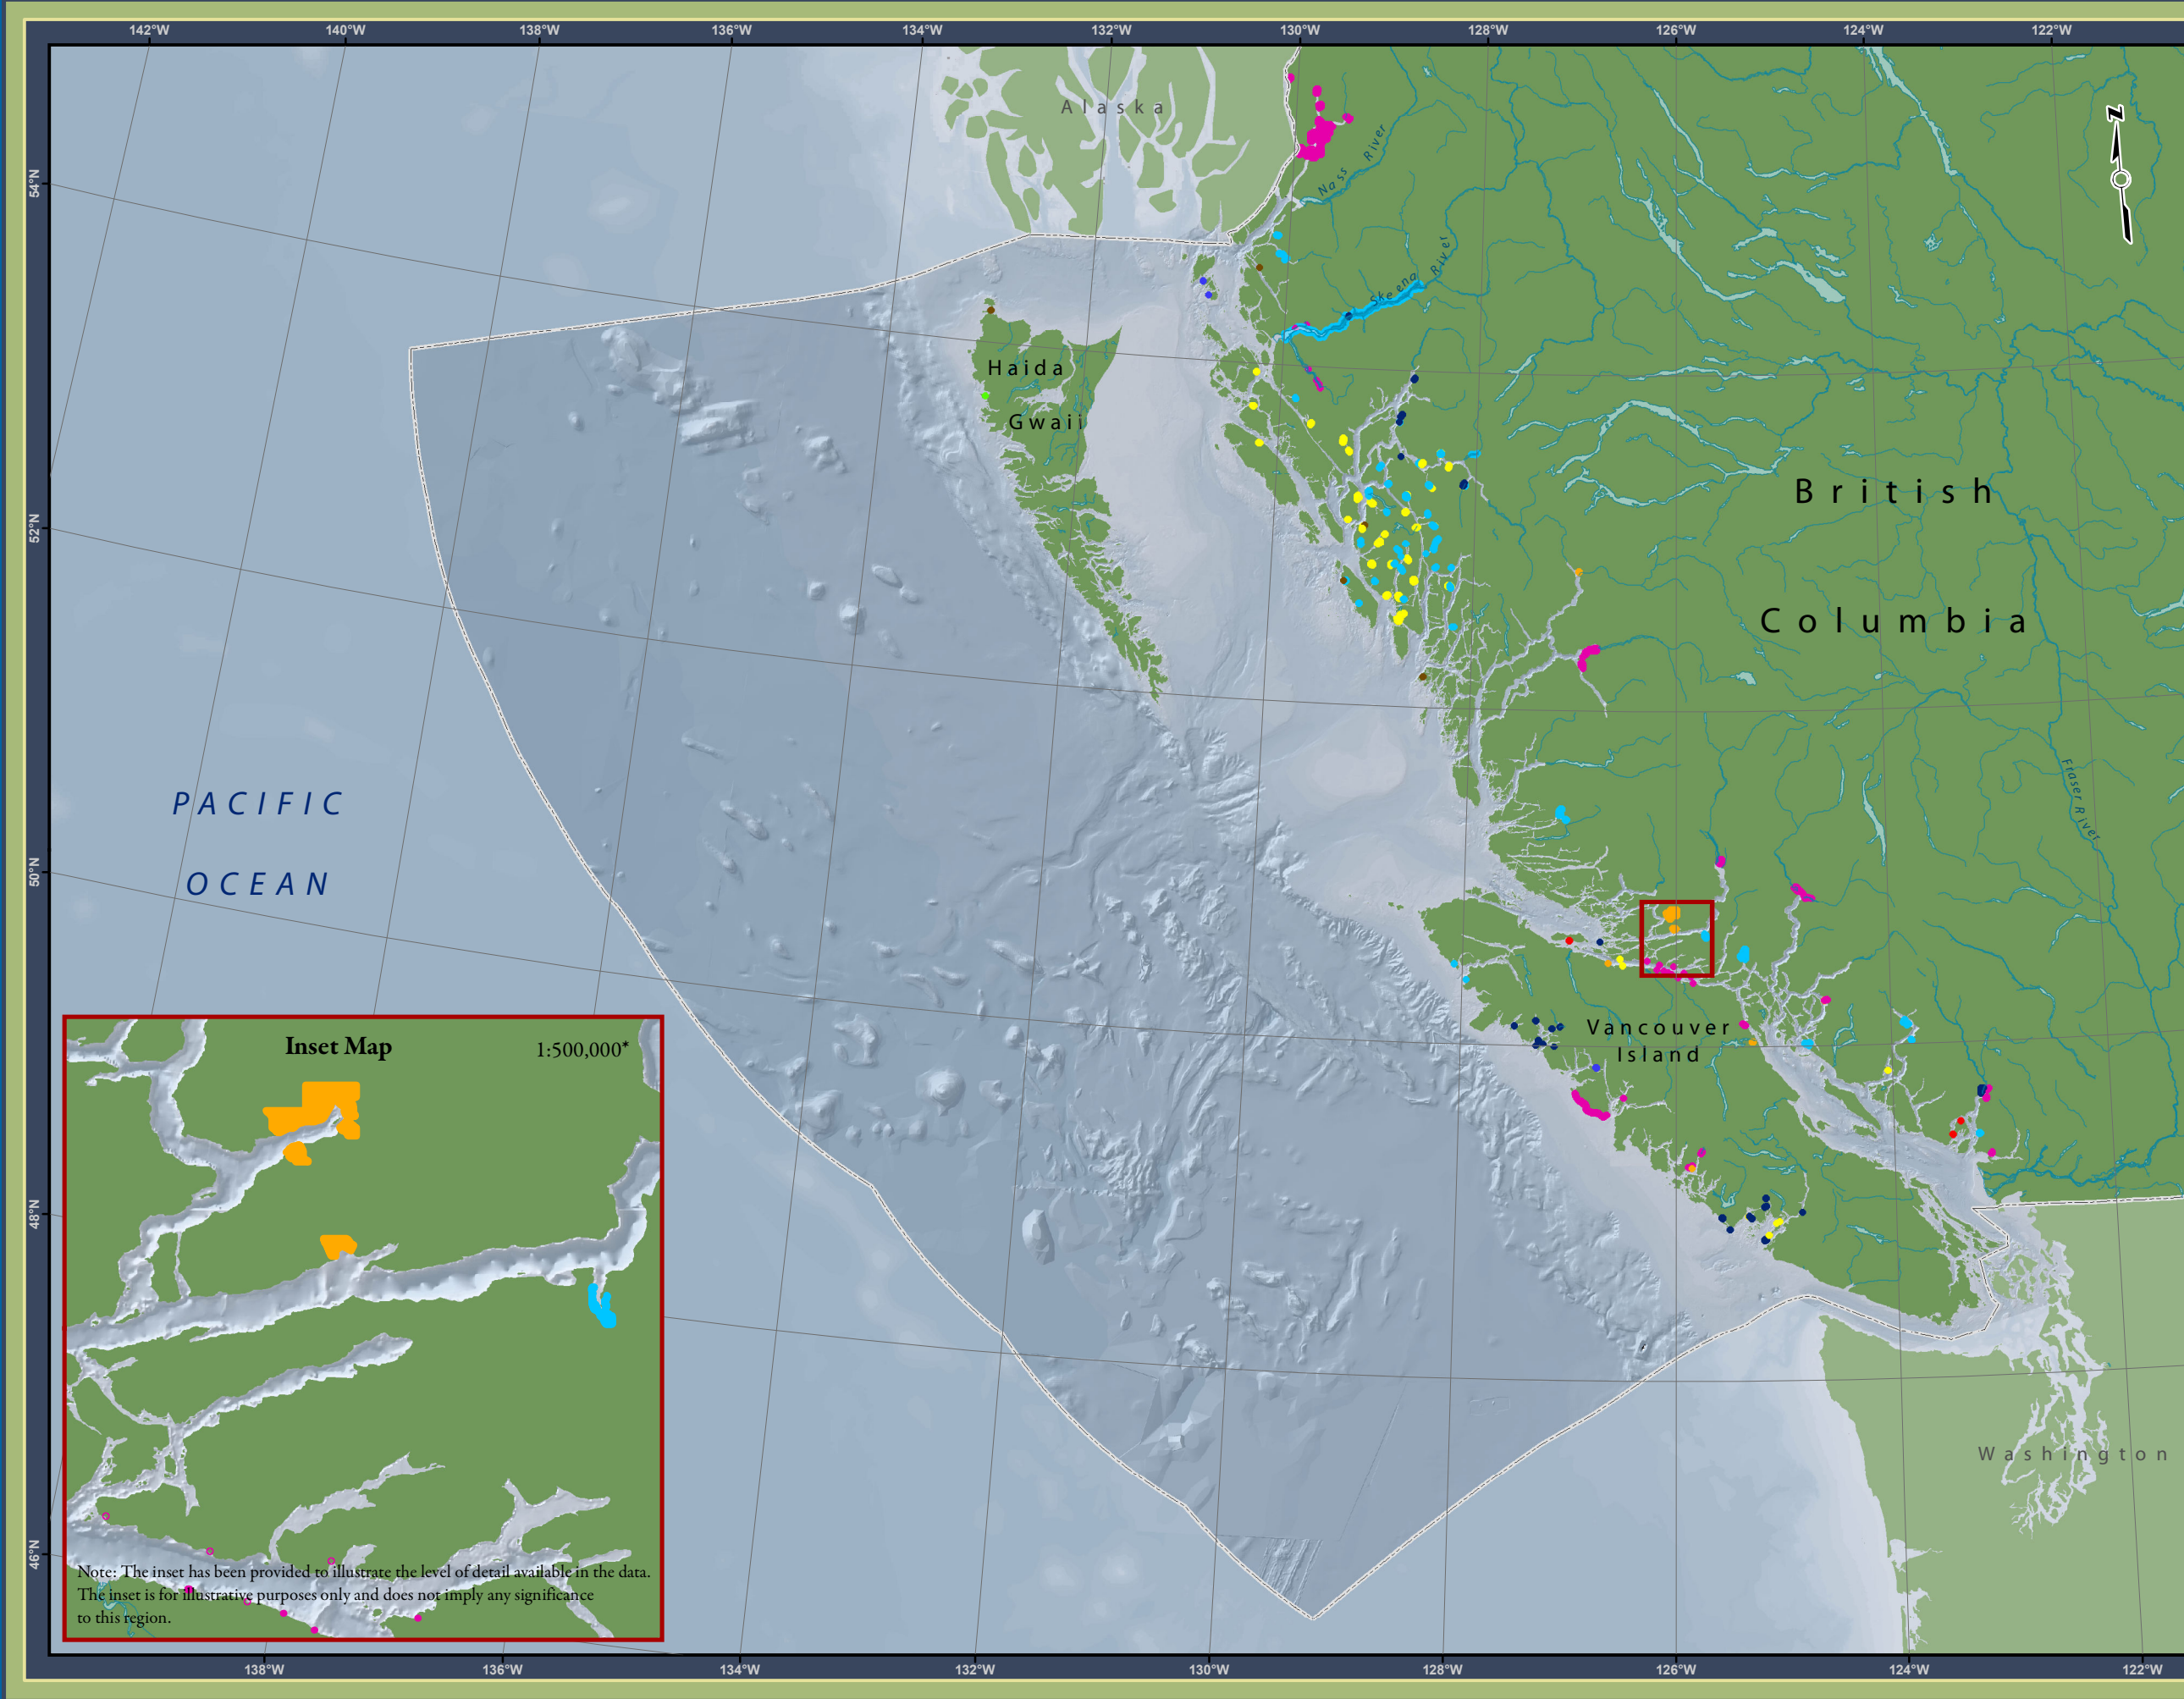 142°W 140°W 138°W 136°W 134°W 132°W 130°W 128°W 126°W 124°W 122°W
Alaska
N
54°N
Nass River
Skeena River
Haida
Gwaii
British
52°N
Columbia
PACIFIC
Fraser River
50°N
OCEAN
Vancouver
Island
Inset Map
1:500,000*
48°N
Washington
46°N
Note: The inset has been provided to illustrate the level of detail available in the data.
The inset is for illustrative purposes only and does not imply any significance
to this region.
138°W 136°W 134°W 132°W 130°W 128°W 126°W 124°W 122°W